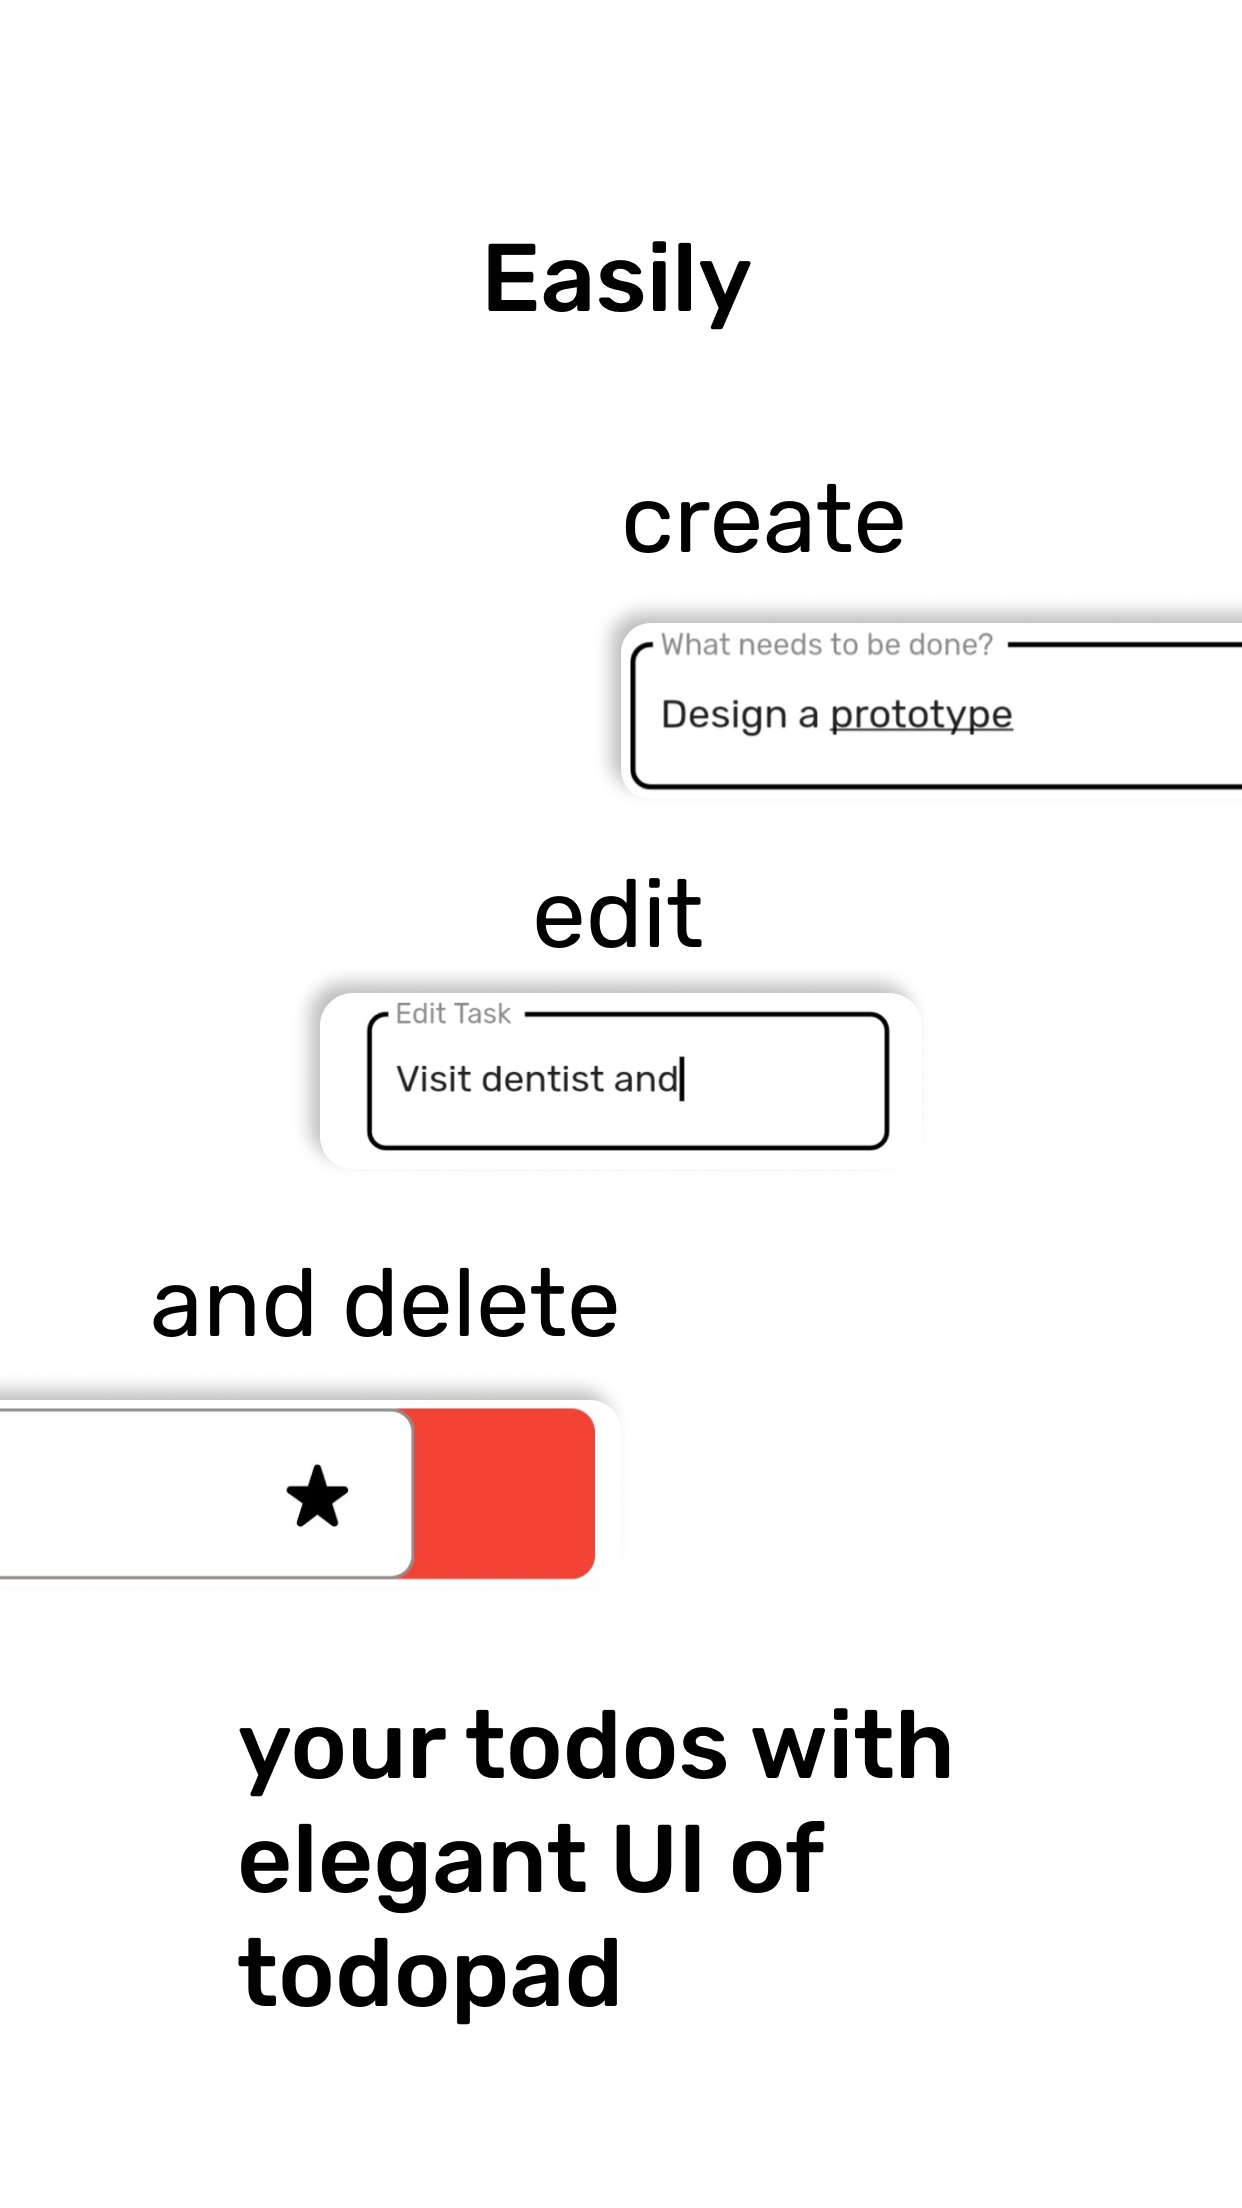 Easily
create
What needs to be done?
Design a prototype
edit
Edit Task
Visit dentist and
and delete
your todos with
elegant UI of
todopad